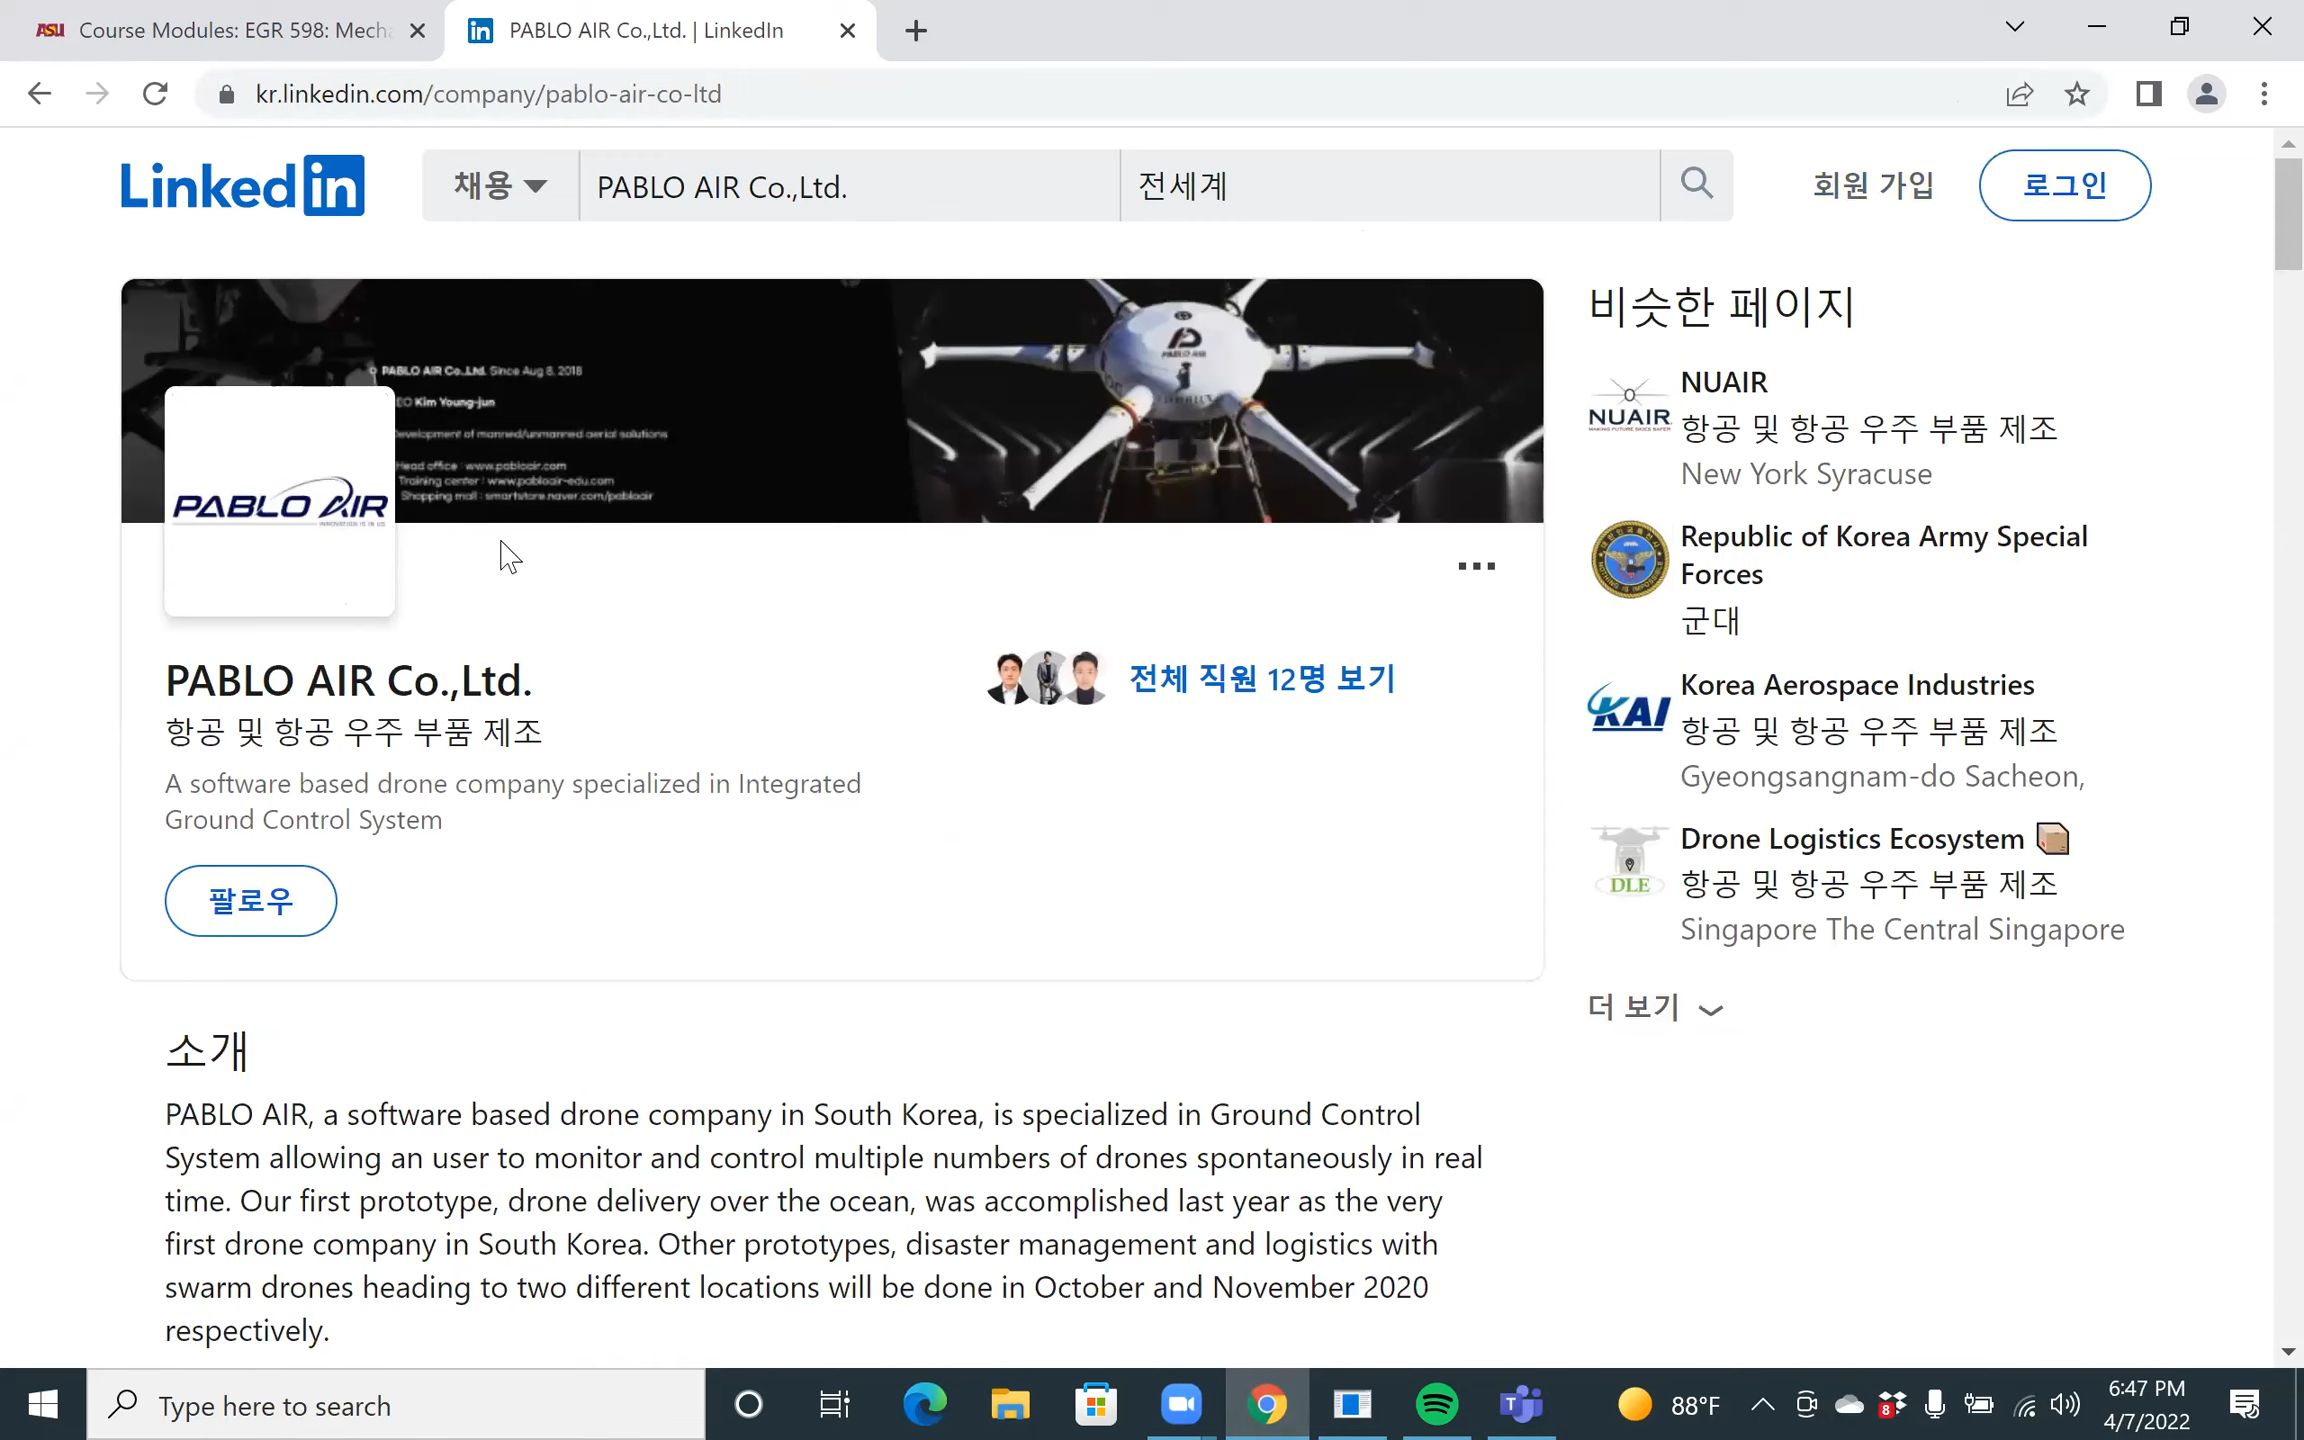 ASU Course Modules: EGR 598: Mecha
in PABLO AIR Co.,Ltd. | LinkedIn
kr.linkedin.com/company/pablo-air-co-ltd
Linkedin
채용
PABLO AIR Co.,Ltd.
전세계
회원 가입
로그인
PABLO AIR Co.,Ltd. Since Aug 8, 2018
Kim Young-jun
Development of manned/unmanned aerial solutions
Head office : www.pabloair.com
Training center : www.pabloair-edu.com
Shopping mall : smartstore.naver.com/pabloair
PABLO AIR
PABLO AIR
INNOVATION IS IN US
PABLO AIR Co.,Ltd.
항공 및 항공 우주 부품 제조
A software based drone company specialized in Integrated
Ground Control System
전체 직원 12명 보기
팔로우
소개
PABLO AIR, a software based drone company in South Korea, is specialized in Ground Control
System allowing an user to monitor and control multiple numbers of drones spontaneously in real
time. Our first prototype, drone delivery over the ocean, was accomplished last year as the very
first drone company in South Korea. Other prototypes, disaster management and logistics with
swarm drones heading to two different locations will be done in October and November 2020
respectively.
비슷한 페이지
NUAIR
NUAIR
항공 및 항공 우주 부품 제조
New York Syracuse
Republic of Korea Army Special
Forces
군대
KAI
Korea Aerospace Industries
항공 및 항공 우주 부품 제조
Gyeongsangnam-do Sacheon,
DLE
Drone Logistics Ecosystem
항공 및 항공 우주 부품 제조
Singapore The Central Singapore
더 보기
Type here to search
88°F
8
6:47 PM
4/7/2022